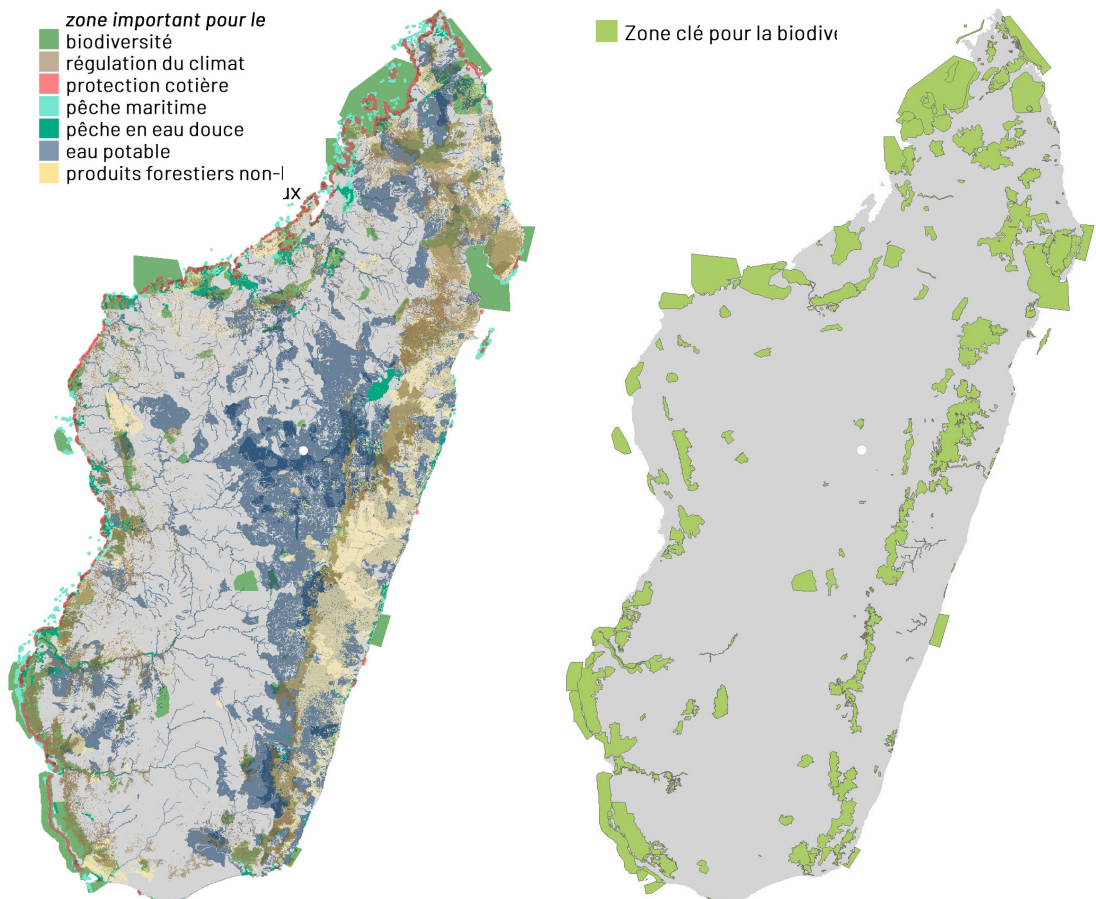 zone important pour le
biodiversité
régulation du climat
protection cotière
pêche maritime
pêche en eau douce
eau potable
produits forestiers non-l
ux
Zone clé pour la biodive